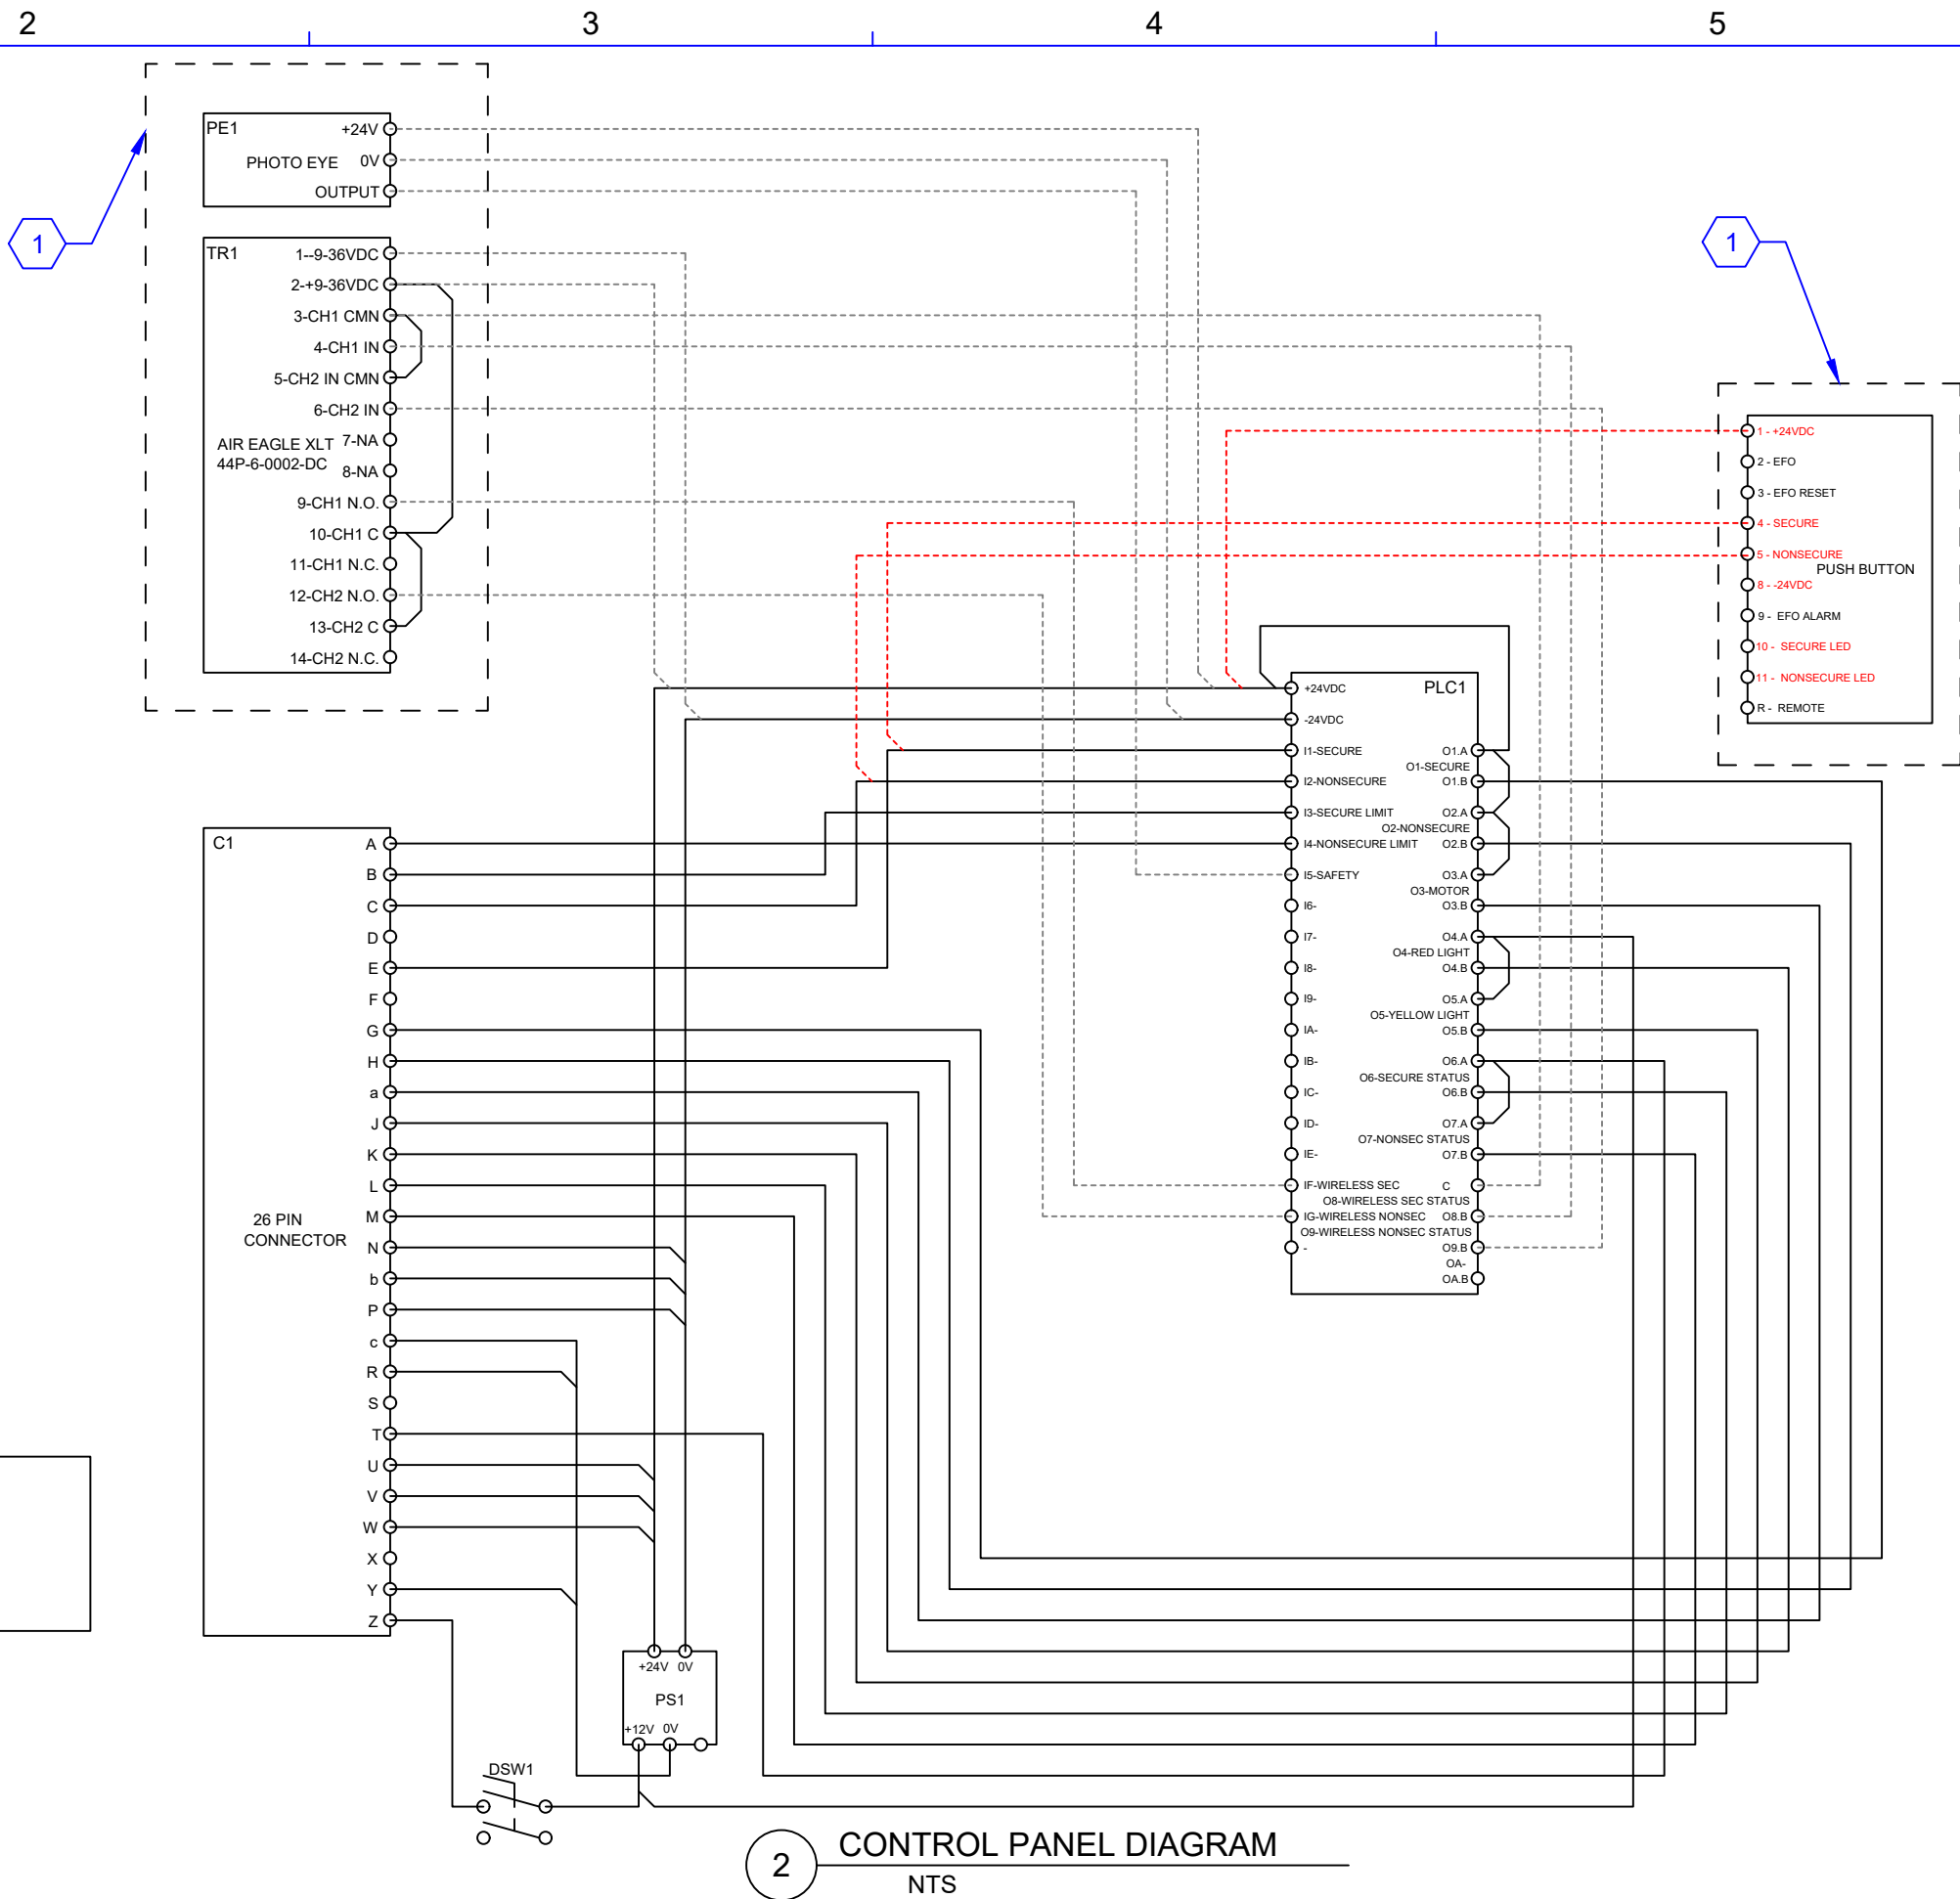 2
3
4
5
PE1
+24V
PHOTO EYE
0V
OUTPUT
1
1
TR1
1--9-36VDC
2-+9-36VDC
3-CH1 CMN
4-CH1 IN
5-CH2 IN CMN
6-CH2 IN
AIR EAGLE XLT
44P-6-0002-DC
7-NA
8-NA
9-CH1 N.O.
10-CH1 C
11-CH1 N.C.
12-CH2 N.O.
13-CH2 C
14-CH2 N.C.
1 - +24VDC
2 - EFO
3 - EFO RESET
4 - SECURE
5 - NONSECURE
PUSH BUTTON
8 - -24VDC
9 - EFO ALARM
10 - SECURE LED
11 - NONSECURE LED
R - REMOTE
PLC1
+24VDC
-24VDC
I1-SECURE
I2-NONSECURE
I3-SECURE LIMIT
I4-NONSECURE LIMIT
I5-SAFETY
I6-
I7-
I8-
I9-
IA-
IB-
IC-
ID-
IE-
IF-WIRELESS SEC
IG-WIRELESS NONSEC
-
O1.A
O1-SECURE
O1.B
O2.A
O2-NONSECURE
O2.B
O3.A
O3-MOTOR
O3.B
O4.A
O4-RED LIGHT
O4.B
O5.A
O5-YELLOW LIGHT
O5.B
O6.A
O6-SECURE STATUS
O6.B
O7.A
O7-NONSEC STATUS
O7.B
C
O8-WIRELESS SEC STATUS
O8.B
O9-WIRELESS NONSEC STATUS
O9.B
OA-
OA.B
C1
26 PIN
CONNECTOR
A
B
C
D
E
F
G
H
a
J
K
L
M
N
b
P
c
R
S
T
U
V
W
X
Y
Z
+24V 0V
PS1
+12V 0V
DSW1
2
CONTROL PANEL DIAGRAM
NTS